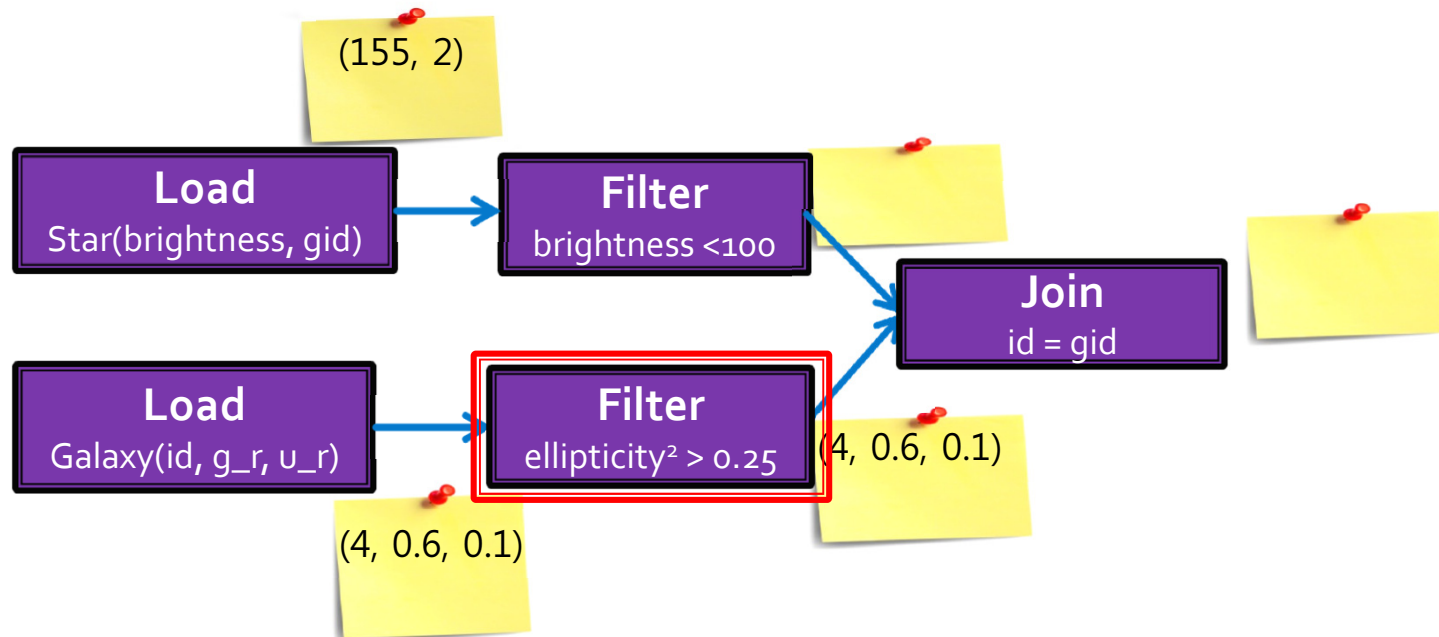 (155, 2)
Load
Star(brightness, gid)
Filter
brightness <100
Join
id = gid
Load
Galaxy(id, g_r, u_r)
Filter
ellipticity² > 0.25
(4, 0.6, 0.1)
(4, 0.6, 0.1)